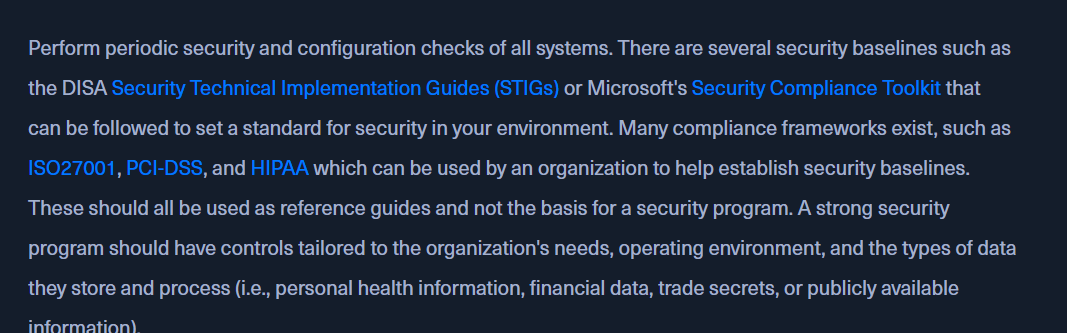 Perform periodic security and configuration checks of all systems. There are several security baselines such as
the DISA Security Technical Implementation Guides (STIGs) or Microsoft's Security Compliance Toolkit that
can be followed to set a standard for security in your environment. Many compliance frameworks exist, such as
ISO27001, PCI-DSS, and HIPAA which can be used by an organization to help establish security baselines.
These should all be used as reference guides and not the basis for a security program. A strong security
program should have controls tailored to the organization's needs, operating environment, and the types of data
they store and process (i.e., personal health information, financial data, trade secrets, or publicly available
information).